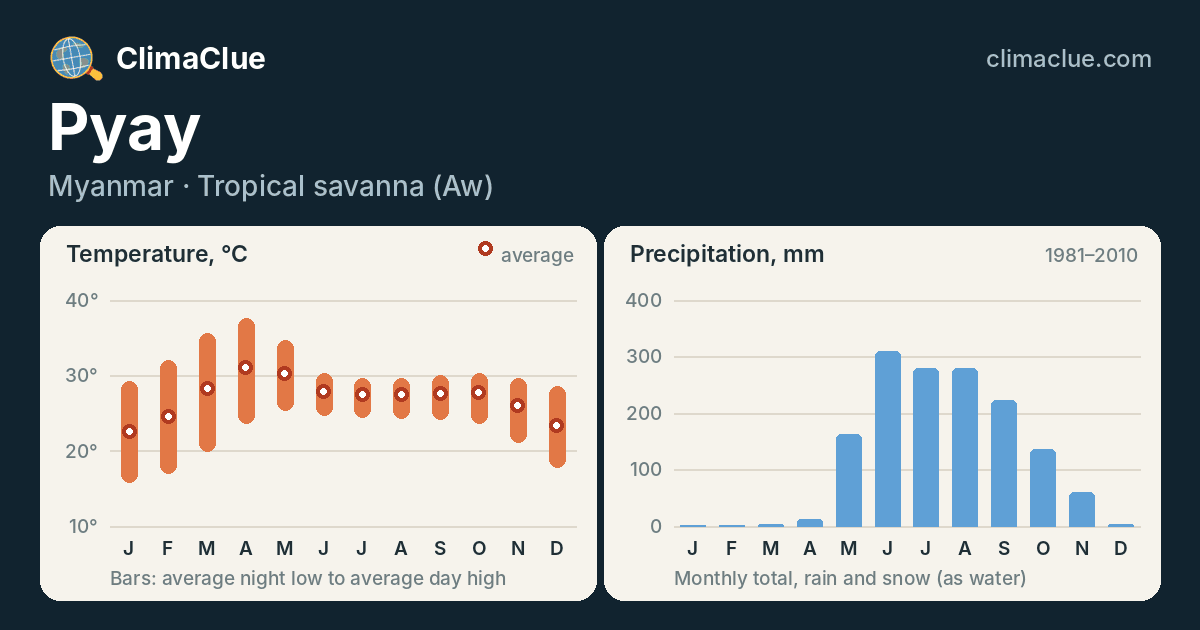 ClimaClue
climaclue.com
Pyay
Myanmar · Tropical savanna (Aw)
Temperature, °C
average
40°
30°
20°
10°
J F M A M J J A S O N D
Bars: average night low to average day high
Precipitation, mm
1981–2010
400
300
200
100
0
J F M A M J J A S O N D
Monthly total, rain and snow (as water)